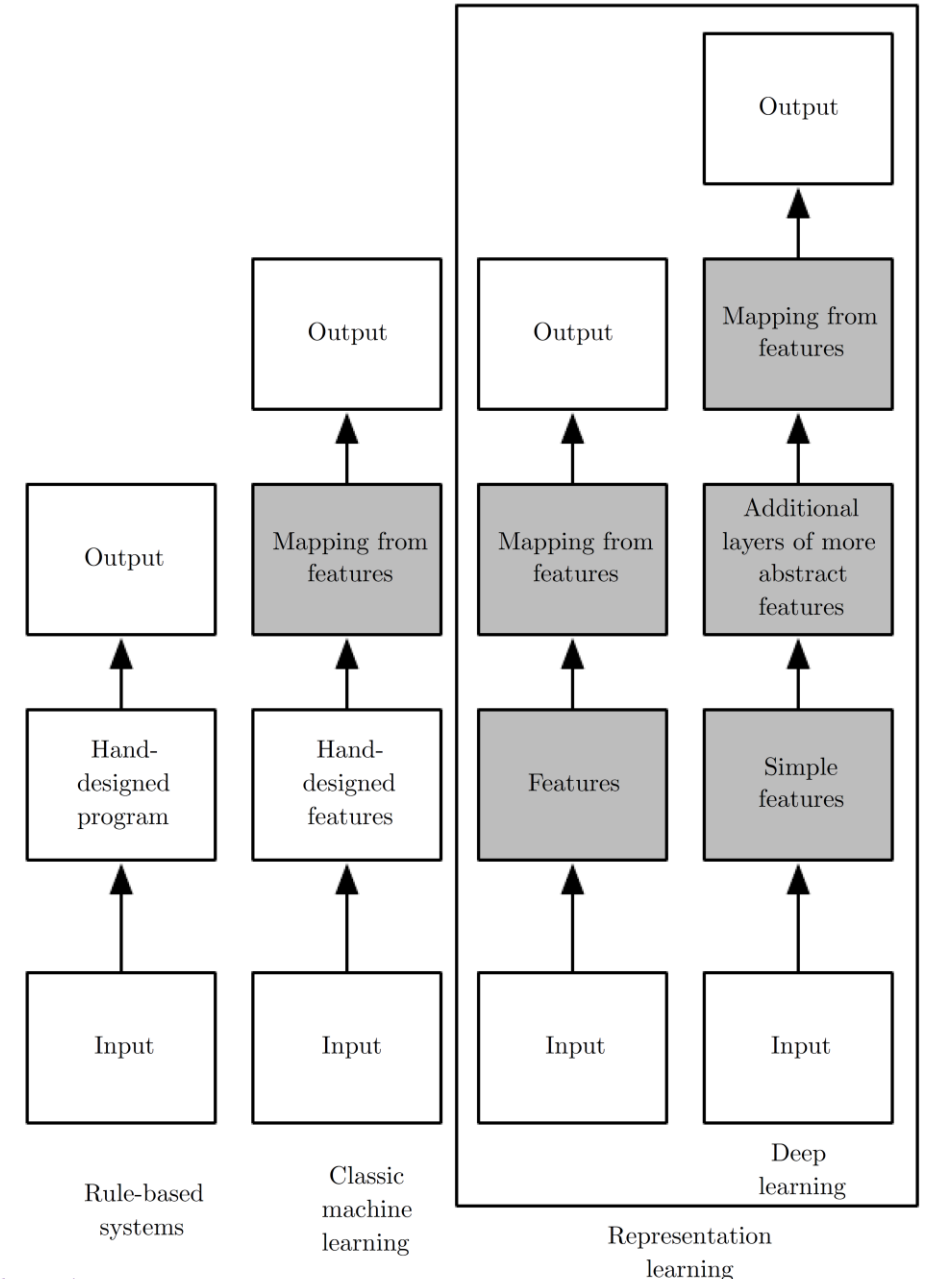 Output
Output
Output
Mapping from
features
Output
Mapping from
features
Mapping from
features
Additional
layers of more
abstract
features
Hand-
designed
program
Hand-
designed
features
Features
Simple
features
Input
Input
Input
Input
Rule-based
systems
Classic
machine
learning
Deep
learning
Representation
learning